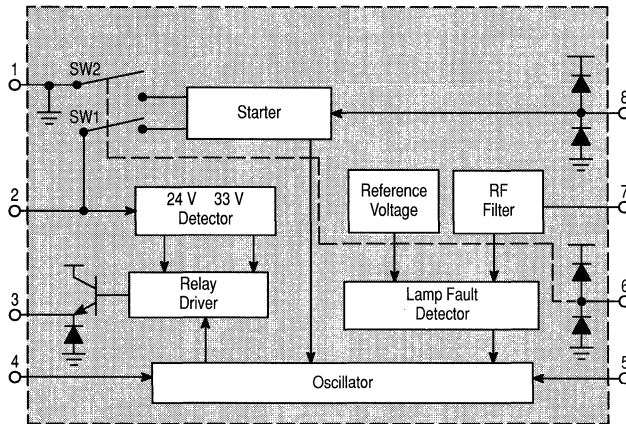 1
SW2
SW1
Starter
8
2
24 V 33 V
Detector
Reference
Voltage
RF
Filter
7
Relay
Driver
Lamp Fault
Detector
6
3
4
Oscillator
5